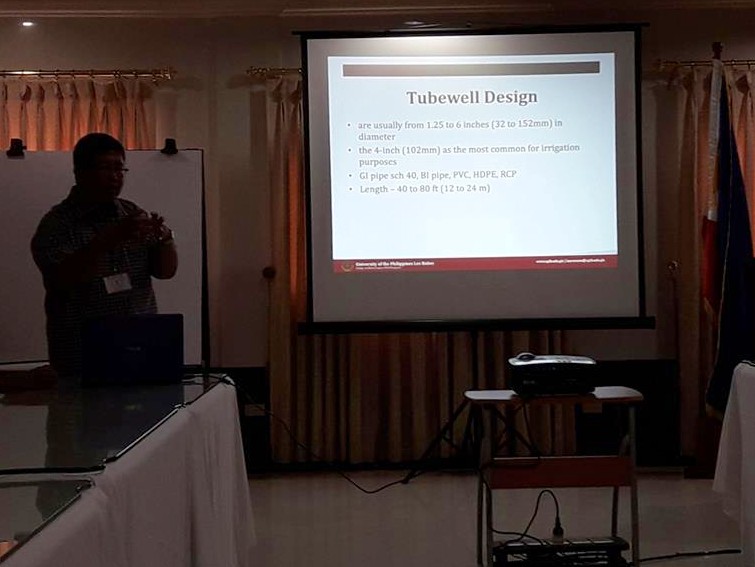 Tubewell Design
• are usually from 1.25 to 6 inches (32 to 152mm) in
diameter
• the 4-inch (102mm) as the most common for irrigation
purposes
• GI pipe sch 40, BI pipe, PVC, HDPE, RCP
• Length – 40 to 80 ft (12 to 24 m)
University of the Philippines Los Baños